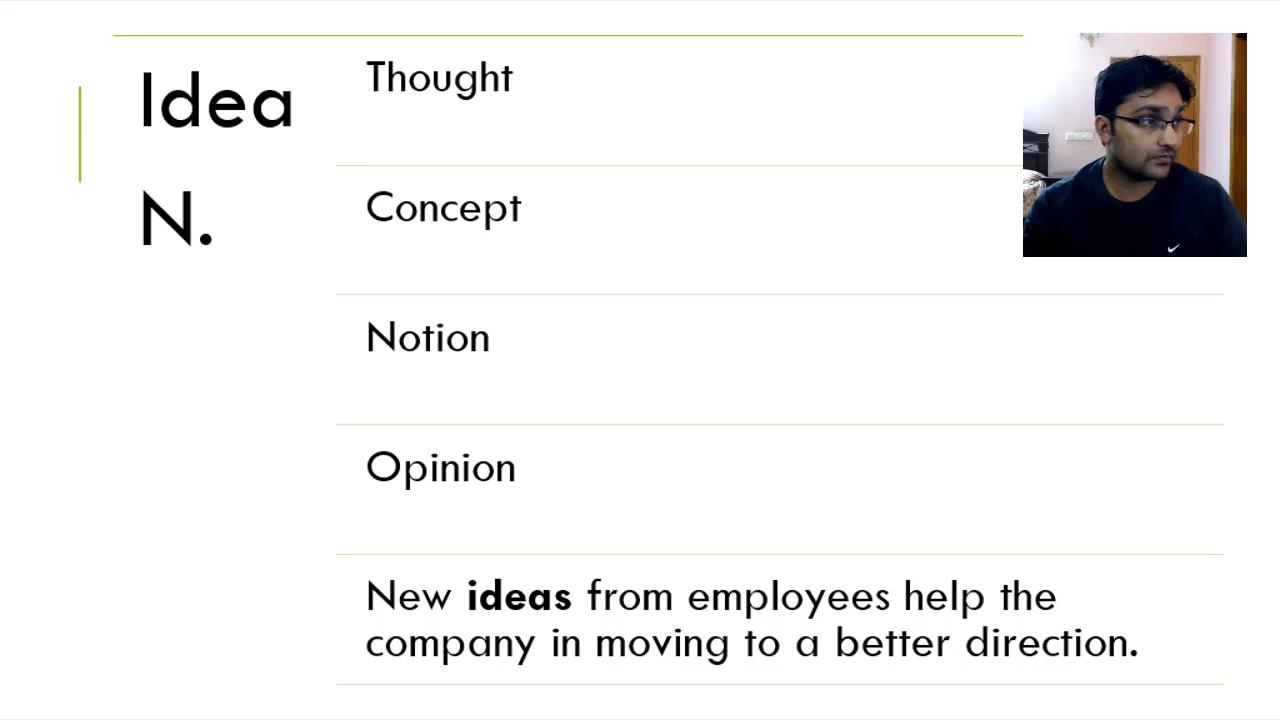 Idea
N.
Thought
Concept
Notion
Opinion
New ideas from employees help the
company in moving to a better direction.